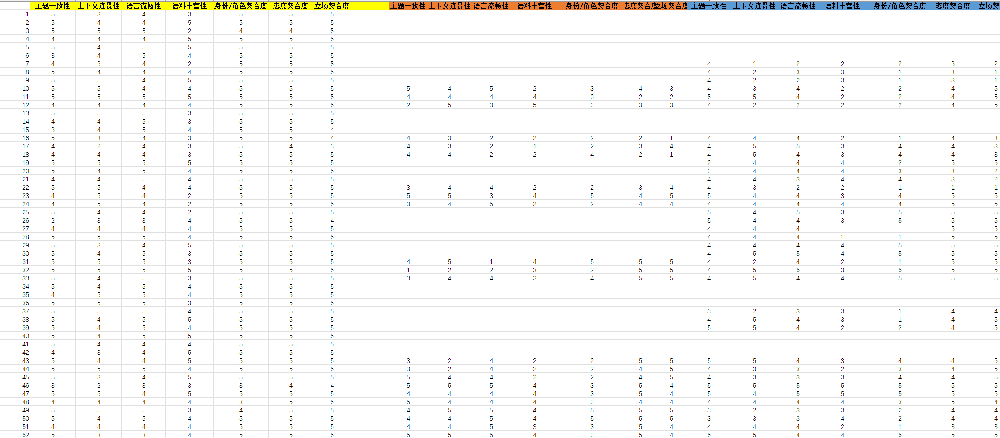 主题一致性 上下文连贯性 语言流畅性 语料丰富性 身份/角色契合度 态度契合度 立场契合度 主题一致性 上下文连贯性 语言流畅性 语料丰富性 身份/角色契合度 态度契合度 立场契合度 主题一致性 上下文连贯性 语言流畅性 语料丰富性 身份/角色契合度 态度契合度 立场契
1 5 3 4 3 5 5 5
2 5 4 4 5 5 5 5
3 5 5 5 2 4 4 5
4 4 4 4 5 5 5 5
5 5 4 5 5 5 5 5
6 3 4 5 4 5 5 5
7 4 3 4 2 5 5 5 4 1 2 2 2 3 2
8 5 4 4 4 5 5 5 4 2 3 3 1 3 1
9 5 5 4 5 5 5 5 4 2 2 3 1 3 1
10 5 5 4 4 5 5 5 5 4 5 2 3 4 3 4 3 4 2 2 4 5
11 5 5 5 5 5 5 5 4 4 4 4 3 2 2 5 5 4 2 2 4 5
12 4 4 4 4 5 5 5 2 5 3 5 3 3 3 4 2 2 2 2 4 5
13 5 5 5 3 5 5 5
14 4 4 5 3 5 5 5
15 3 4 5 4 5 5 4
16 5 3 4 3 5 5 4 4 3 2 2 2 2 1 4 4 4 2 1 4 3
17 4 2 4 3 5 4 3 4 3 2 1 2 3 4 4 5 5 3 4 4 3
18 4 4 4 3 5 5 5 4 4 2 2 4 2 1 4 5 4 3 4 4 3
19 5 5 5 5 5 5 5 2 4 4 4 2 5 5
20 5 4 5 4 5 5 5 3 4 4 4 3 3 2
21 4 4 5 4 5 5 5 4 4 3 4 4 3 2
22 5 5 4 4 5 5 5 3 4 4 2 2 3 4 4 3 2 2 1 1 1
23 4 5 4 2 5 5 5 5 5 3 4 5 4 5 5 4 4 3 4 5 5
24 4 5 4 2 5 5 5 3 4 5 2 2 4 4 4 4 4 4 4 5 5
25 5 4 4 2 5 5 5 5 4 5 3 5 5 5
26 2 3 3 4 5 5 4 5 4 4 3 5 5 5
27 4 4 4 4 5 5 5 4 4 4 5 5
28 5 5 5 4 5 5 5 4 4 4 1 1 5 5
29 5 3 4 5 5 5 5 4 4 4 4 5 5 5
30 5 4 5 3 5 5 5 4 5 5 4 5 5 5
31 5 5 5 3 5 5 5 4 5 1 4 5 5 5 4 2 4 2 1 5 5
32 5 5 5 5 5 5 5 1 2 2 3 2 5 5 4 5 5 3 5 5 5
33 5 4 5 3 5 5 5 3 4 4 3 4 5 5 4 5 4 4 5 5 5
34 5 4 5 4 5 5 5
35 4 5 5 4 5 5 5
36 5 5 5 3 5 5 5
37 5 5 5 4 5 5 5 3 2 3 3 1 4 4
38 5 4 5 5 5 5 5 4 5 4 3 1 4 5
39 5 4 5 4 5 5 5 5 5 4 2 2 4 5
40 5 4 5 5 5 5 5
41 5 4 4 4 5 5 5
42 4 3 4 5 5 5 5
43 5 4 4 5 5 5 5 3 2 4 2 2 5 5 5 5 4 3 4 4 5
44 5 5 5 4 5 5 5 3 2 4 2 2 4 5 4 3 3 2 3 4 5
45 5 3 4 5 5 5 5 5 4 4 2 2 4 5 4 3 3 3 4 4 5
46 3 2 3 3 3 4 4 5 5 5 4 3 5 4 5 5 5 5 5 5 5
47 5 5 4 5 5 5 5 4 4 4 4 3 5 4 5 4 5 5 5 5 5
48 4 4 4 4 3 5 5 5 4 4 4 3 4 4 4 4 4 4 3 5 4
49 5 5 5 3 4 5 5 4 5 5 4 5 5 5 3 2 3 3 2 4 4
50 5 4 5 4 5 5 5 4 4 5 4 5 5 5 3 3 3 4 2 4 4
51 4 4 4 4 5 5 5 4 4 5 3 3 5 4 4 4 4 2 1 3 3
52 5 3 3 4 5 5 5 5 5 5 4 3 5 4 5 5 4 4 5 5 5